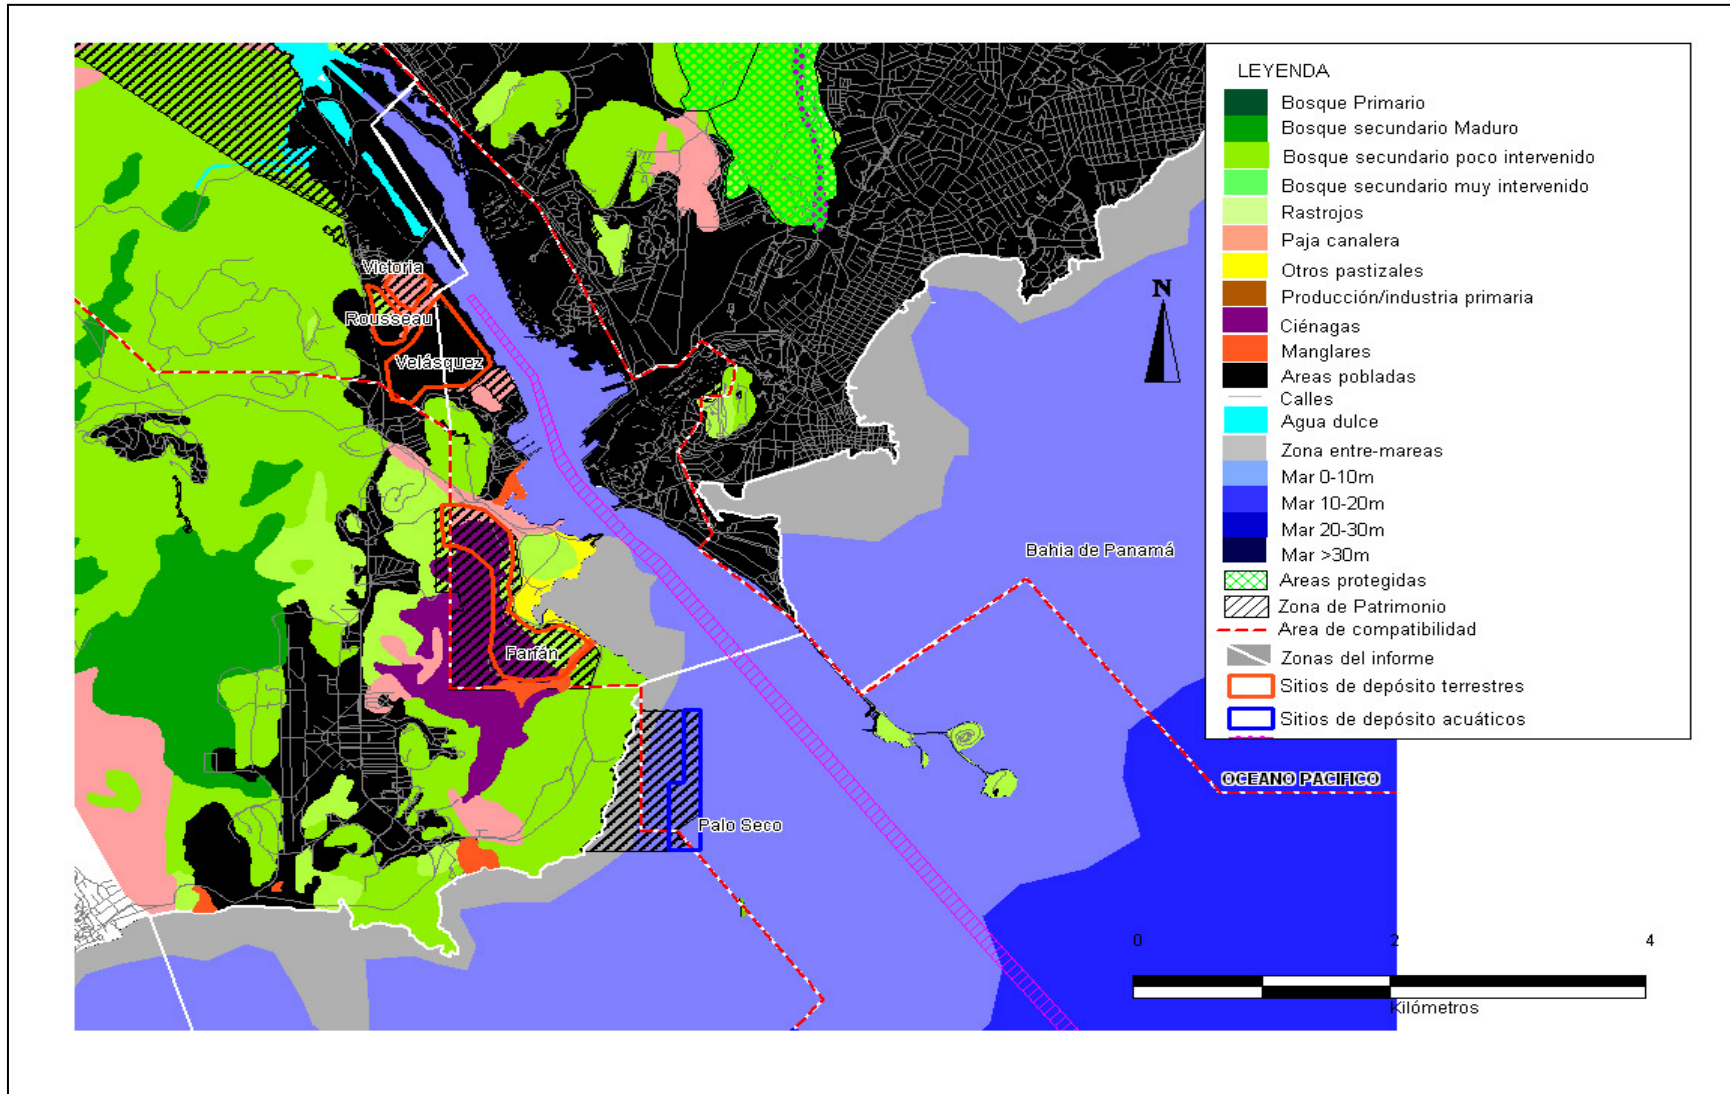 LEYENDA
Bosque Primario
Bosque secundario Maduro
Bosque secundario poco intervenido
Bosque secundario muy intervenido
Rastrojos
Paja canalera
Otros pastizales
Producción/industria primaria
Ciénagas
Manglares
Areas pobladas
Calles
Agua dulce
Zona entre-mareas
Mar 0-10m
Mar 10-20m
Mar 20-30m
Mar >30m
Areas protegidas
Zona de Patrimonio
Area de compatibilidad
Zonas del informe
Sitios de depósito terrestres
Sitios de depósito acuáticos
Victoria
Rousseau
Velásquez
N
Bahia de Panamá
Farfán
OCEANO PACIFICO
Palo Seco
0 2 4
Kilómetros